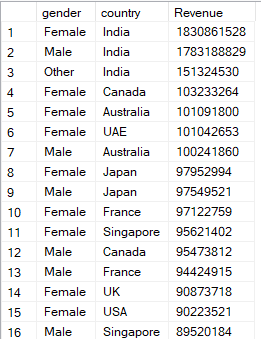 gender country Revenue
1 Female India 1830861528
2 Male India 1783188829
3 Other India 151324530
4 Female Canada 103233264
5 Female Australia 101091800
6 Female UAE 101042653
7 Male Australia 100241860
8 Female Japan 97952994
9 Male Japan 97549521
10 Female France 97122759
11 Female Singapore 95621402
12 Male Canada 95473812
13 Male France 94424915
14 Female UK 90873718
15 Female USA 90223521
16 Male Singapore 89520184